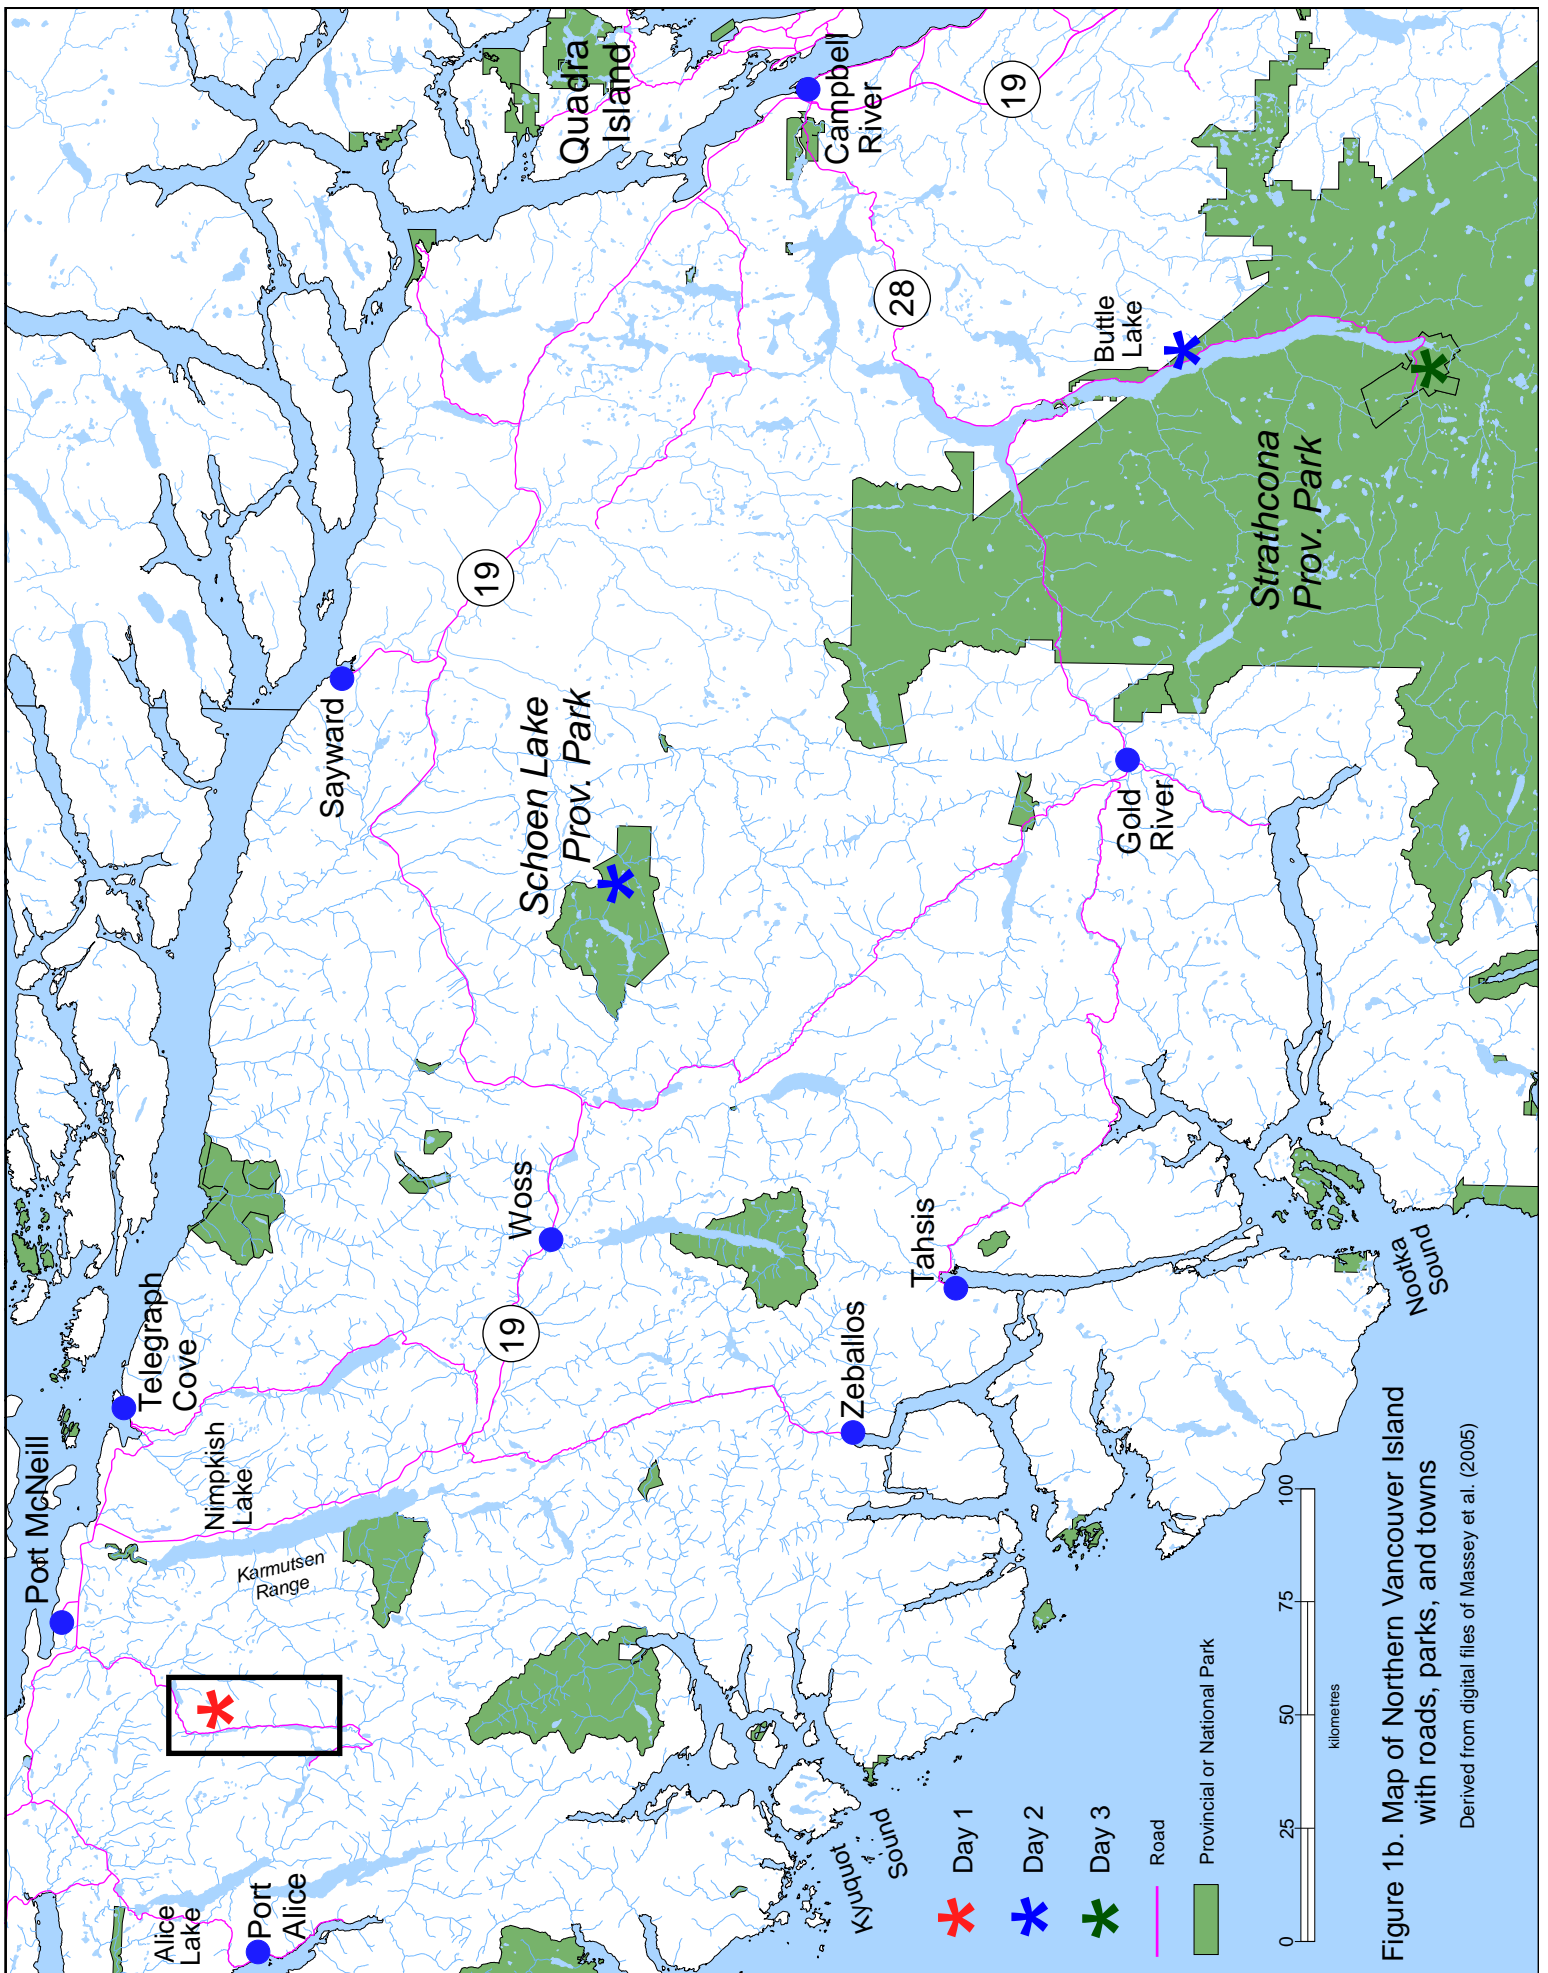 Port McNeill
Telegraph
Cove
Nimpkish
Lake
Karmutsen
Range
Alice
Lake
Port
Alice
Sayward
Quadra
Island
Campbell
River
19
19
19
28
Woss
Schoen Lake
Prov. Park
Buttle
Lake
Strathcona
Prov. Park
Gold
River
Tahsis
Zeballos
Nootka
Sound
Kyuquot
Sound
Day 1
Day 2
Day 3
Road
Provincial or National Park
0 25 50 75 100
kilometres
Figure 1b. Map of Northern Vancouver Island
with roads, parks, and towns
Derived from digital files of Massey et al. (2005)